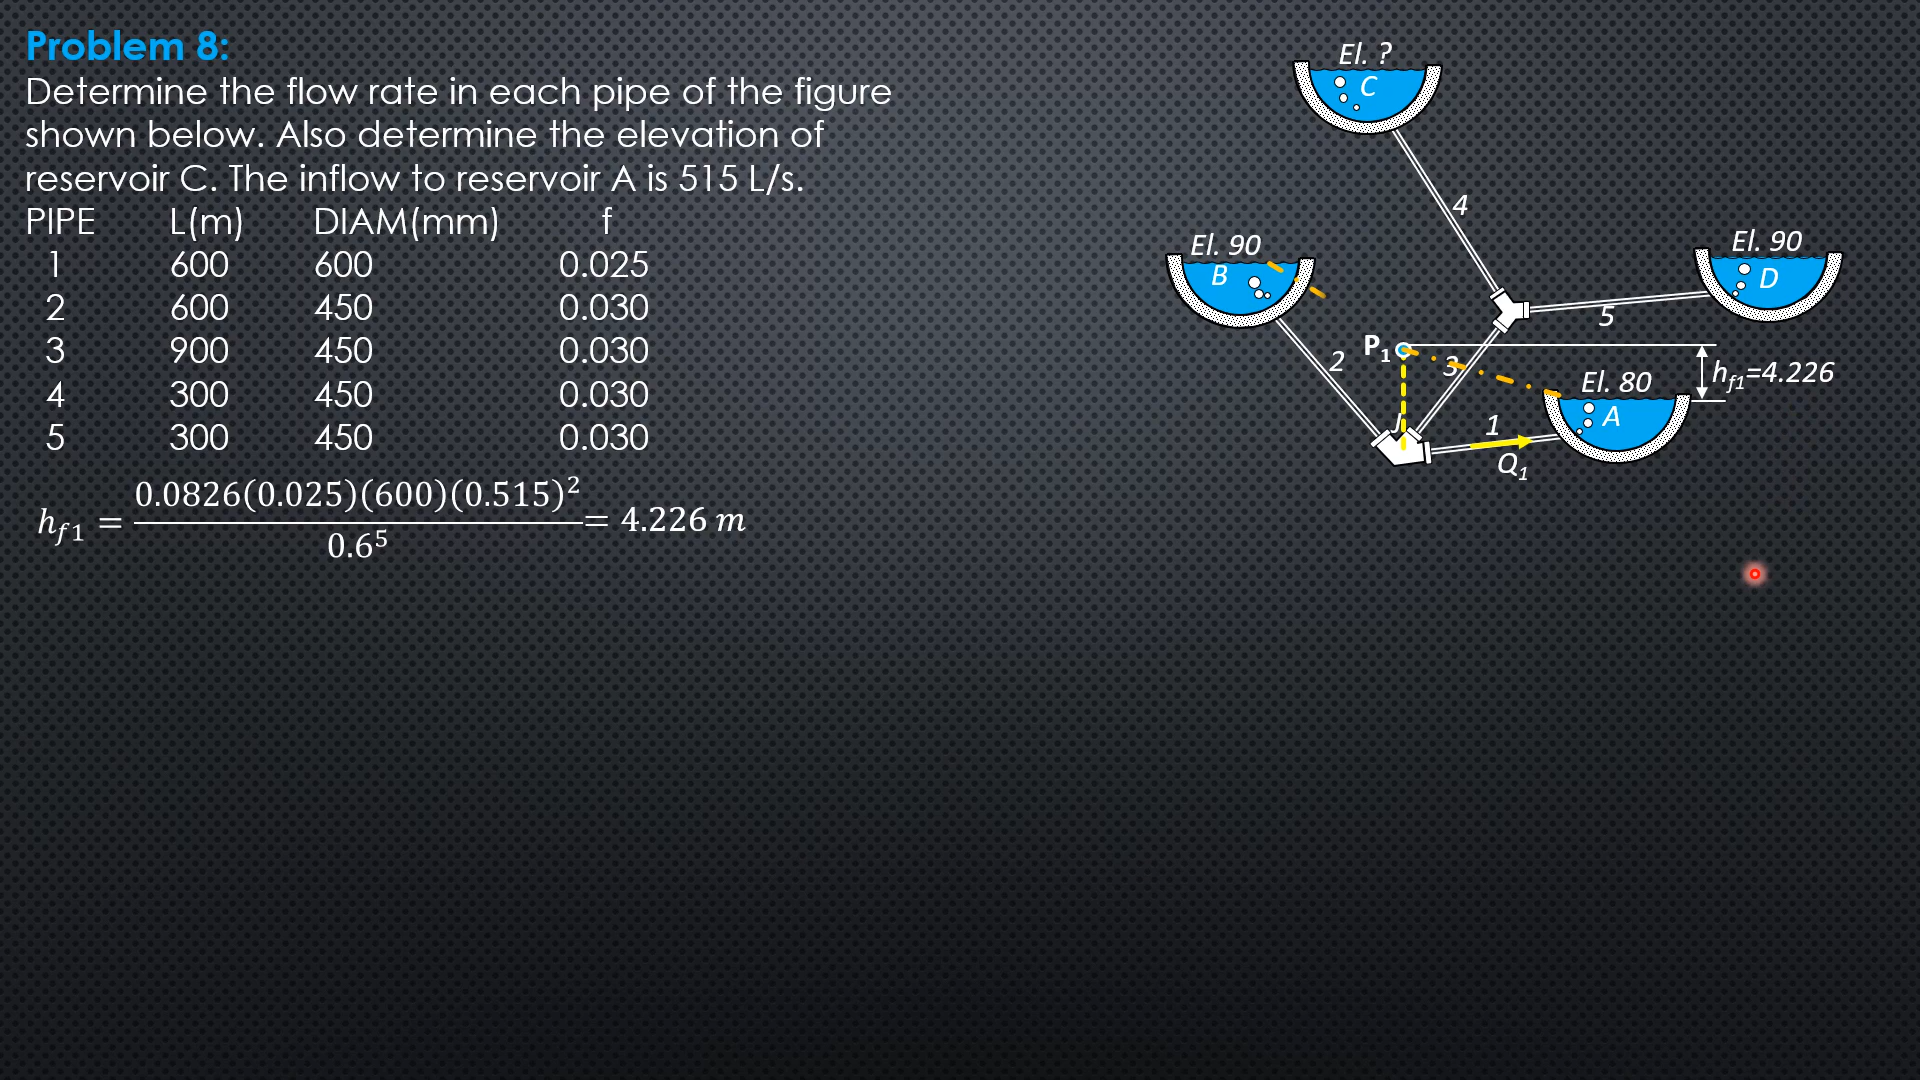 Problem 8:
Determine the flow rate in each pipe of the figure
shown below. Also determine the elevation of
reservoir C. The inflow to reservoir A is 515 L/s.
PIPE L(m) DIAM(mm) f
1 600 600 0.025
2 600 450 0.030
3 900 450 0.030
4 300 450 0.030
5 300 450 0.030
h_f1 = 0.0826(0.025)(600)(0.515)² / 0.6⁵ = 4.226 m
El. ?
C
4
El. 90
B
El. 90
D
5
P₁
2
3
h_f1=4.226
El. 80
A
J
1
Q₁